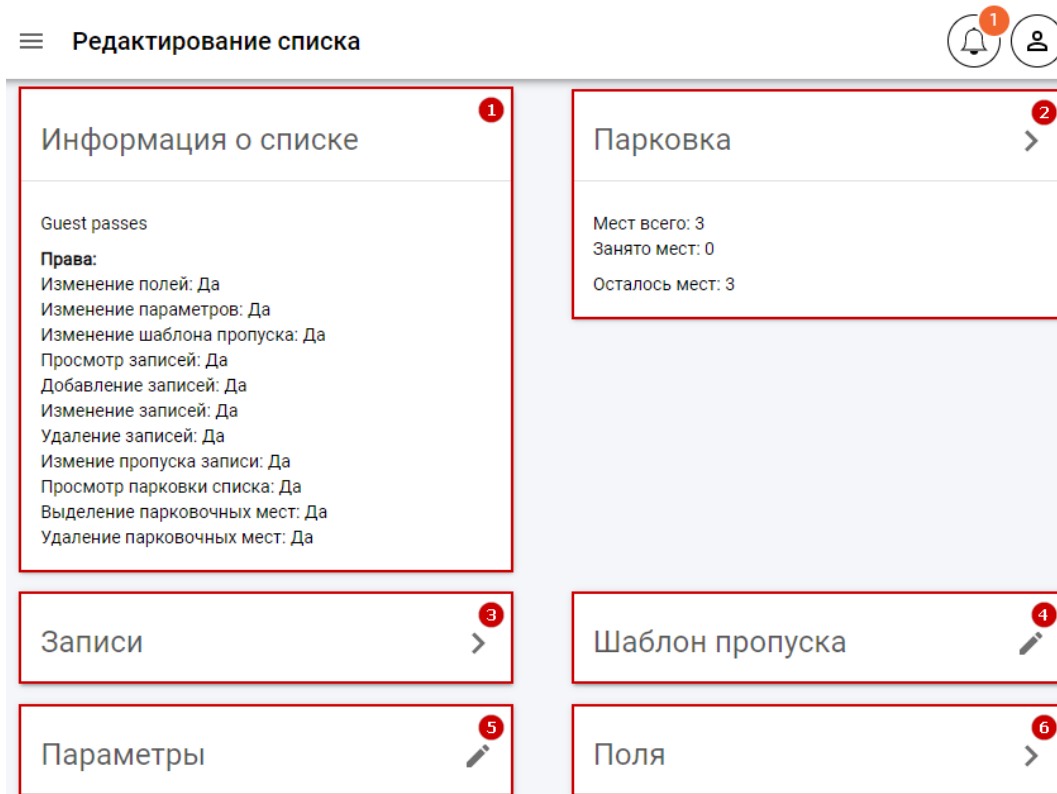 Редактирование списка
1
1
Информация о списке
Guest passes
Права:
Изменение полей: Да
Изменение параметров: Да
Изменение шаблона пропуска: Да
Просмотр записей: Да
Добавление записей: Да
Изменение записей: Да
Удаление записей: Да
Измение пропуска записи: Да
Просмотр парковки списка: Да
Выделение парковочных мест: Да
Удаление парковочных мест: Да
2
Парковка
Мест всего: 3
Занято мест: 0
Осталось мест: 3
3
Записи
4
Шаблон пропуска
5
Параметры
6
Поля